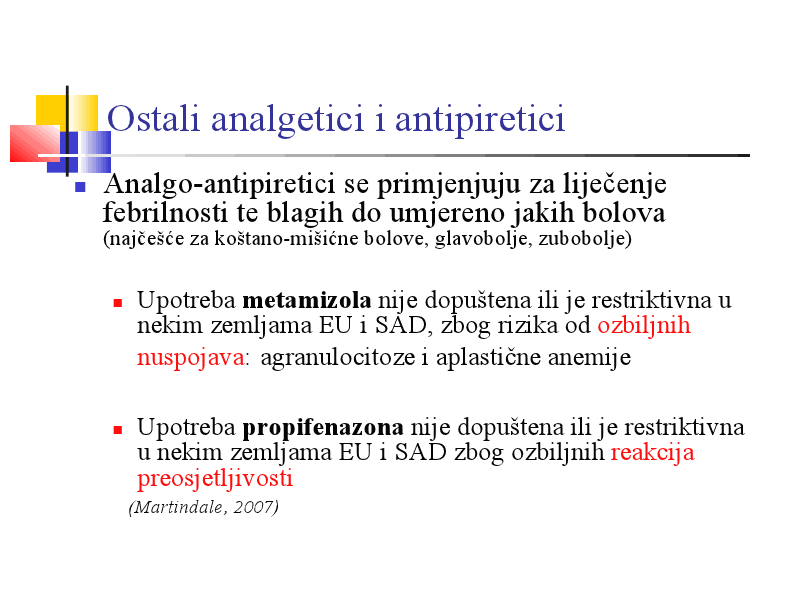 Ostali analgetici i antipiretici
Analgo-antipiretici se primjenjuju za liječenje
febrilnosti te blagih do umjereno jakih bolova
(najčešće za koštano-mišićne bolove, glavobolje, zubobolje)
Upotreba metamizola nije dopuštena ili je restriktivna u
nekim zemljama EU i SAD, zbog rizika od ozbiljnih
nuspojava: agranulocitoze i aplastične anemije
Upotreba propifenazona nije dopuštena ili je restriktivna
u nekim zemljama EU i SAD zbog ozbiljnih reakcija
preosjetljivosti
(Martindale, 2007)